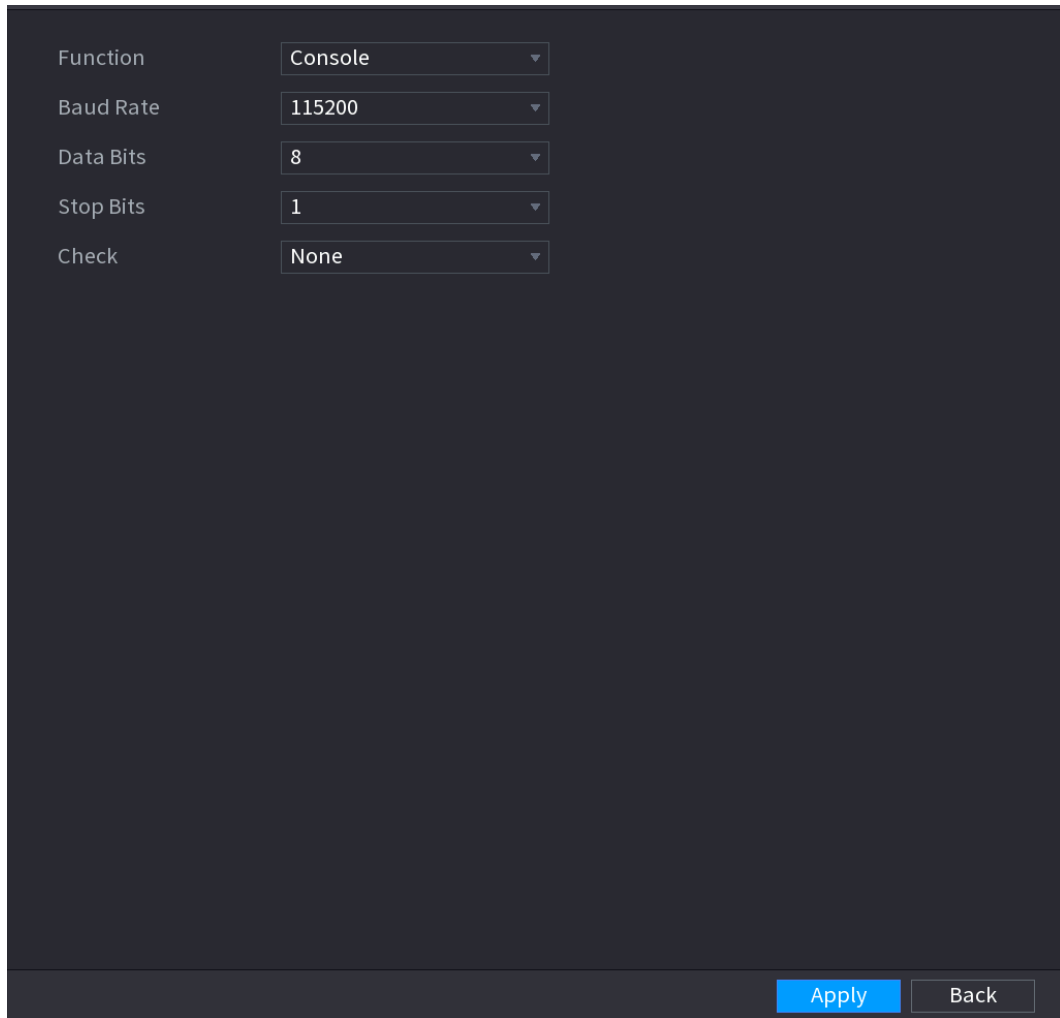 Function Console
Baud Rate 115200
Data Bits 8
Stop Bits 1
Check None
Apply Back